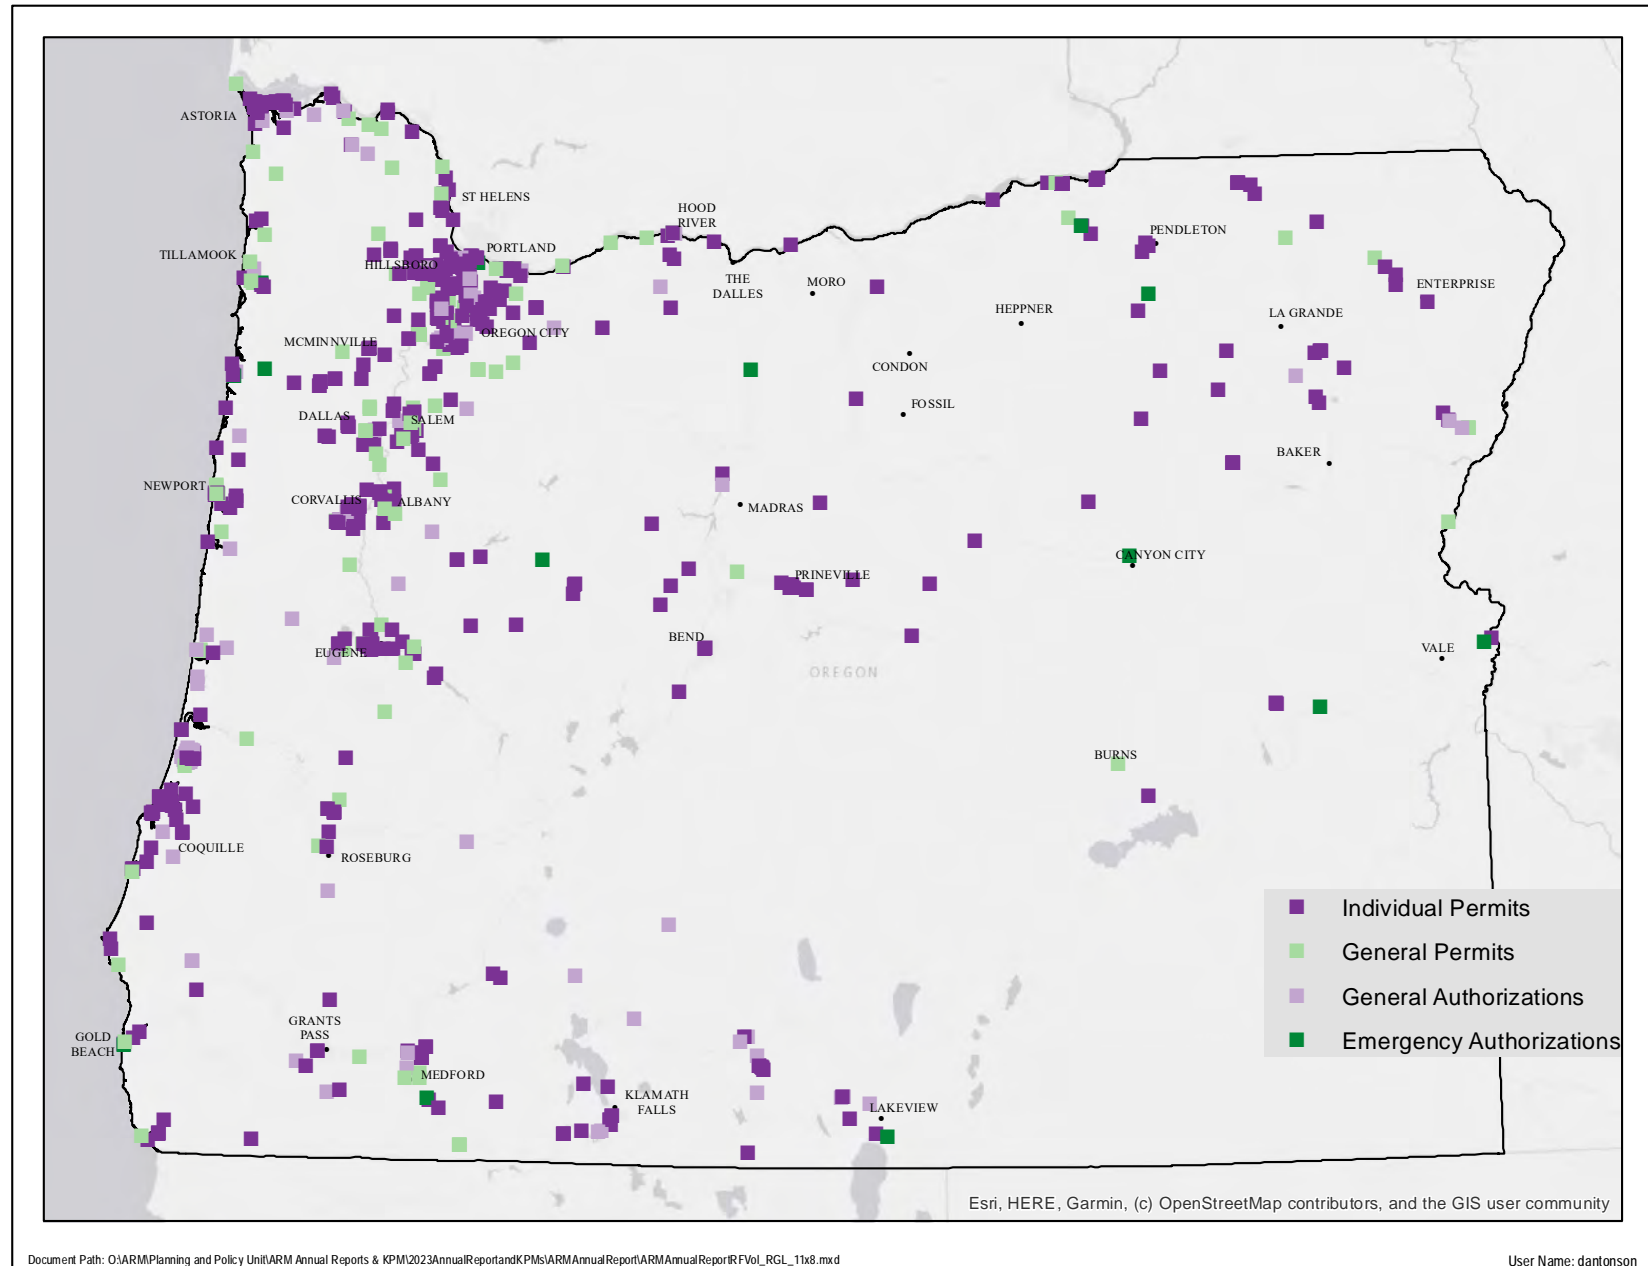 ASTORIA
ST HELENS
HOOD
RIVER
PORTLAND
PENDLETON
TILLAMOOK
HILLSBORO
THE
DALLES
MORO
ENTERPRISE
HEPPNER
LA GRANDE
OREGON CITY
MCMINNVILLE
CONDON
DALLAS
SALEM
FOSSIL
BAKER
NEWPORT
CORVALLIS
ALBANY
MADRAS
CANYON CITY
PRINEVILLE
EUGENE
BEND
VALE
OREGON
BURNS
COQUILLE
ROSEBURG
Individual Permits
General Permits
General Authorizations
Emergency Authorizations
GRANTS
PASS
GOLD
BEACH
MEDFORD
KLAMATH
FALLS
LAKEVIEW
Esri, HERE, Garmin, (c) OpenStreetMap contributors, and the GIS user community
Document Path: O:\ARM\Planning and Policy Unit\ARM Annual Reports & KPM\2023AnnualReportandKPMs\ARMAnnualReport\ARMAnnualReportRFVol_RGL_11x8.mxd
User Name: dantonson